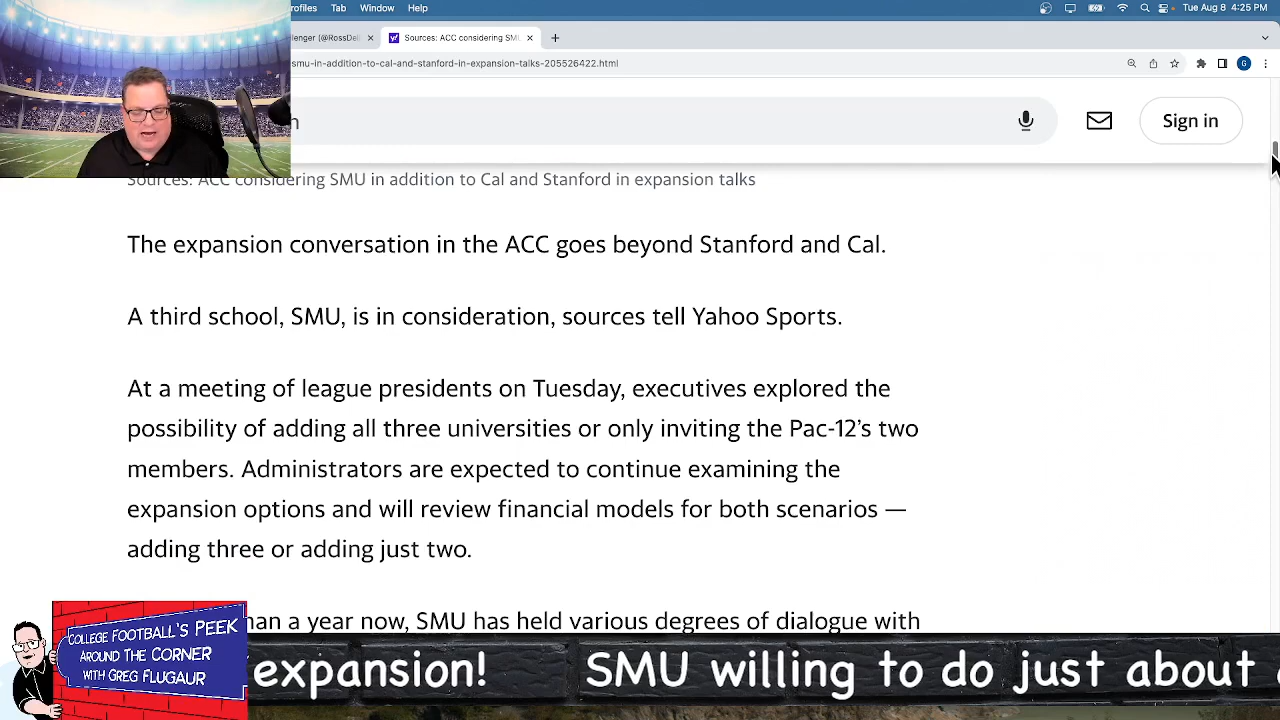 rofiles Tab Window Help Tue Aug 8 4:25 PM
lenger (@RossDell Sources: ACC considering SMU
smu-in-addition-to-cal-and-stanford-in-expansion-talks-205526422.html G
h Sign in
Sources: ACC considering SMU in addition to Cal and Stanford in expansion talks
The expansion conversation in the ACC goes beyond Stanford and Cal.
A third school, SMU, is in consideration, sources tell Yahoo Sports.
At a meeting of league presidents on Tuesday, executives explored the
possibility of adding all three universities or only inviting the Pac-12’s two
members. Administrators are expected to continue examining the
expansion options and will review financial models for both scenarios —
adding three or adding just two.
han a year now, SMU has held various degrees of dialogue with
COLLEGE FOOTBALL'S PEEK
AROUND THE CORNER
WITH GREG FLUGAUR
expansion! SMU willing to do just about